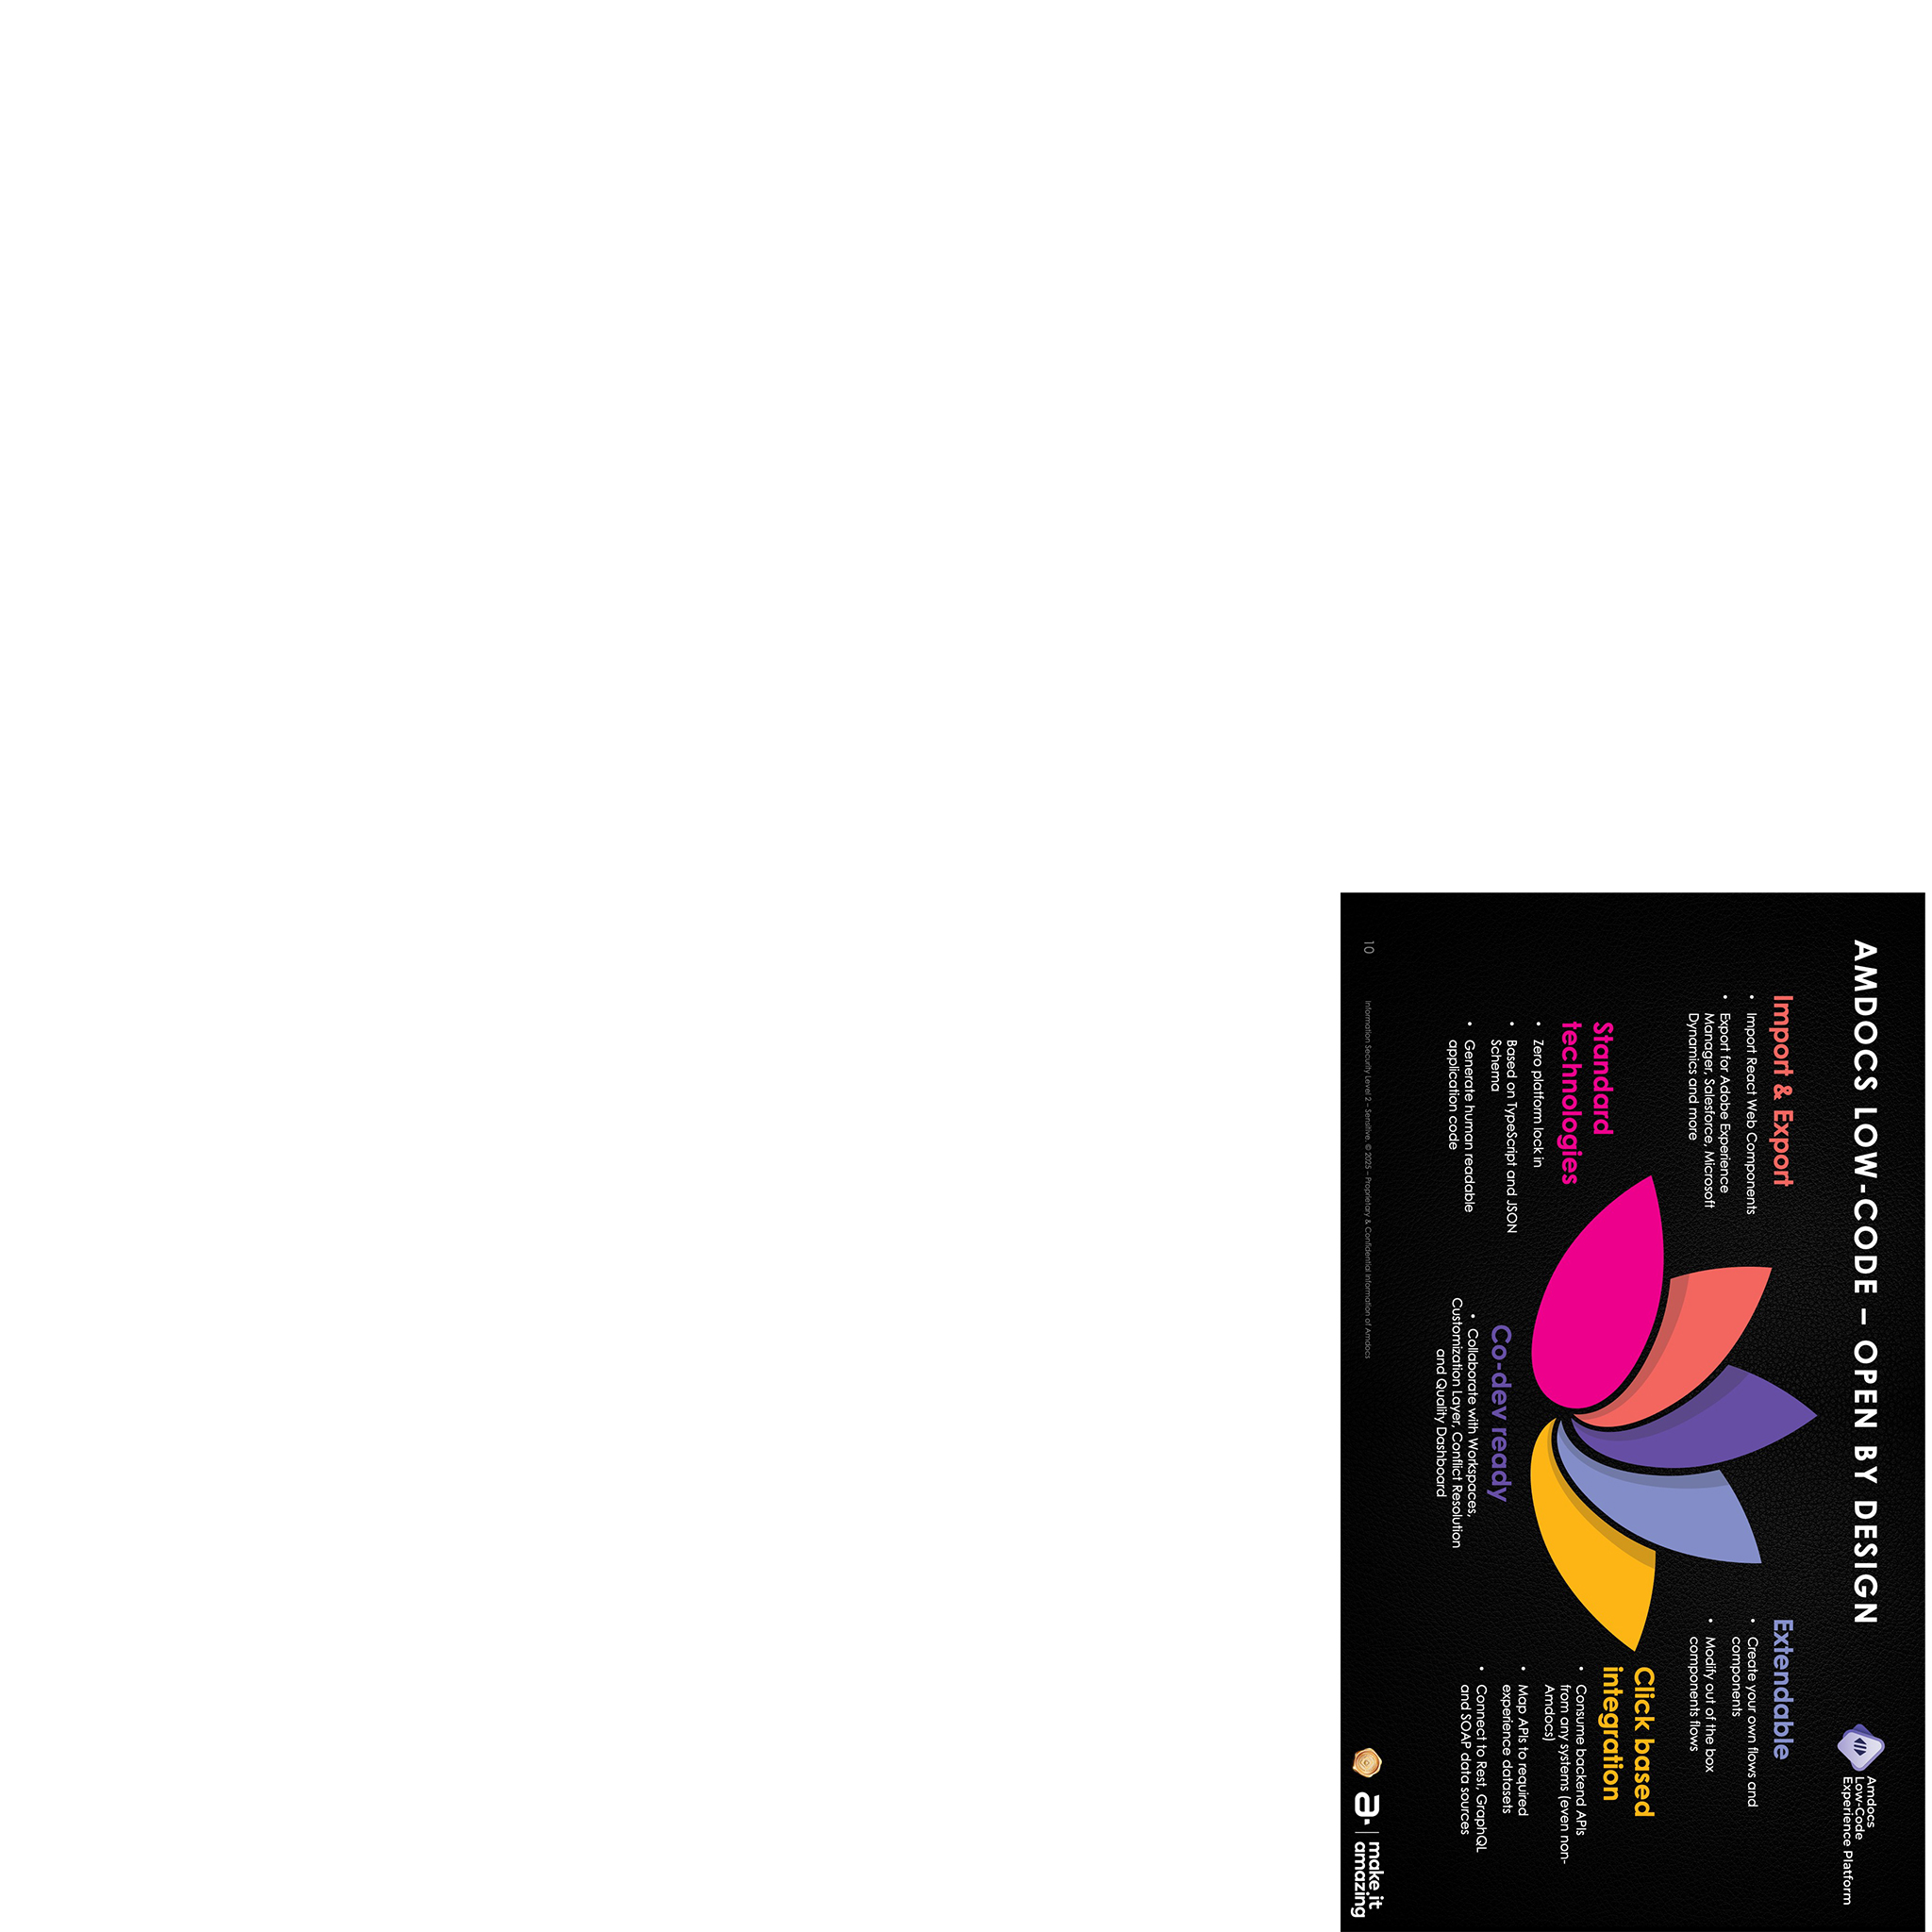 AMDOCS LOW-CODE – OPEN BY DESIGN
Amdocs
Low-Code
Experience Platform
Import & Export
• Import React Web Components
• Export for Adobe Experience
Manager, Salesforce, Microsoft
Dynamics and more
Extendable
• Create your own flows and
components
• Modify out of the box
components flows
Standard
technologies
• Zero platform lock in
• Based on TypeScript and JSON
Schema
• Generate human readable
application code
Click based
integration
• Consume backend APIs
from any systems (even non-
Amdocs)
• Map APIs to required
experience datasets
• Connect to Rest, GraphQL
and SOAP data sources
Co-dev ready
• Collaborate with Workspaces,
Customization Layer, Conflict Resolution
and Quality Dashboard
10
Information Security Level 2 – Sensitive. © 2025 – Proprietary & Confidential Information of Amdocs
a
make it
amazing